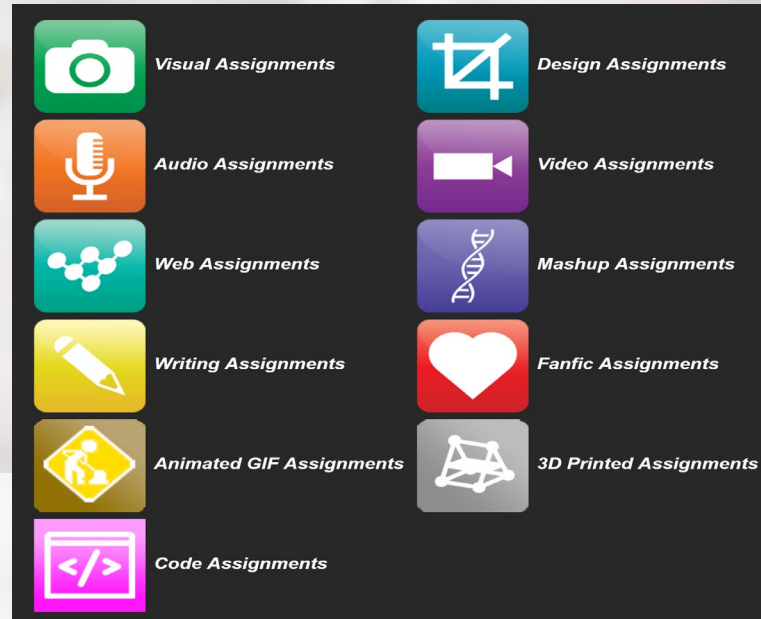 Visual Assignments
Design Assignments
Audio Assignments
Video Assignments
Web Assignments
Mashup Assignments
Writing Assignments
Fanfic Assignments
Animated GIF Assignments
3D Printed Assignments
</>
Code Assignments